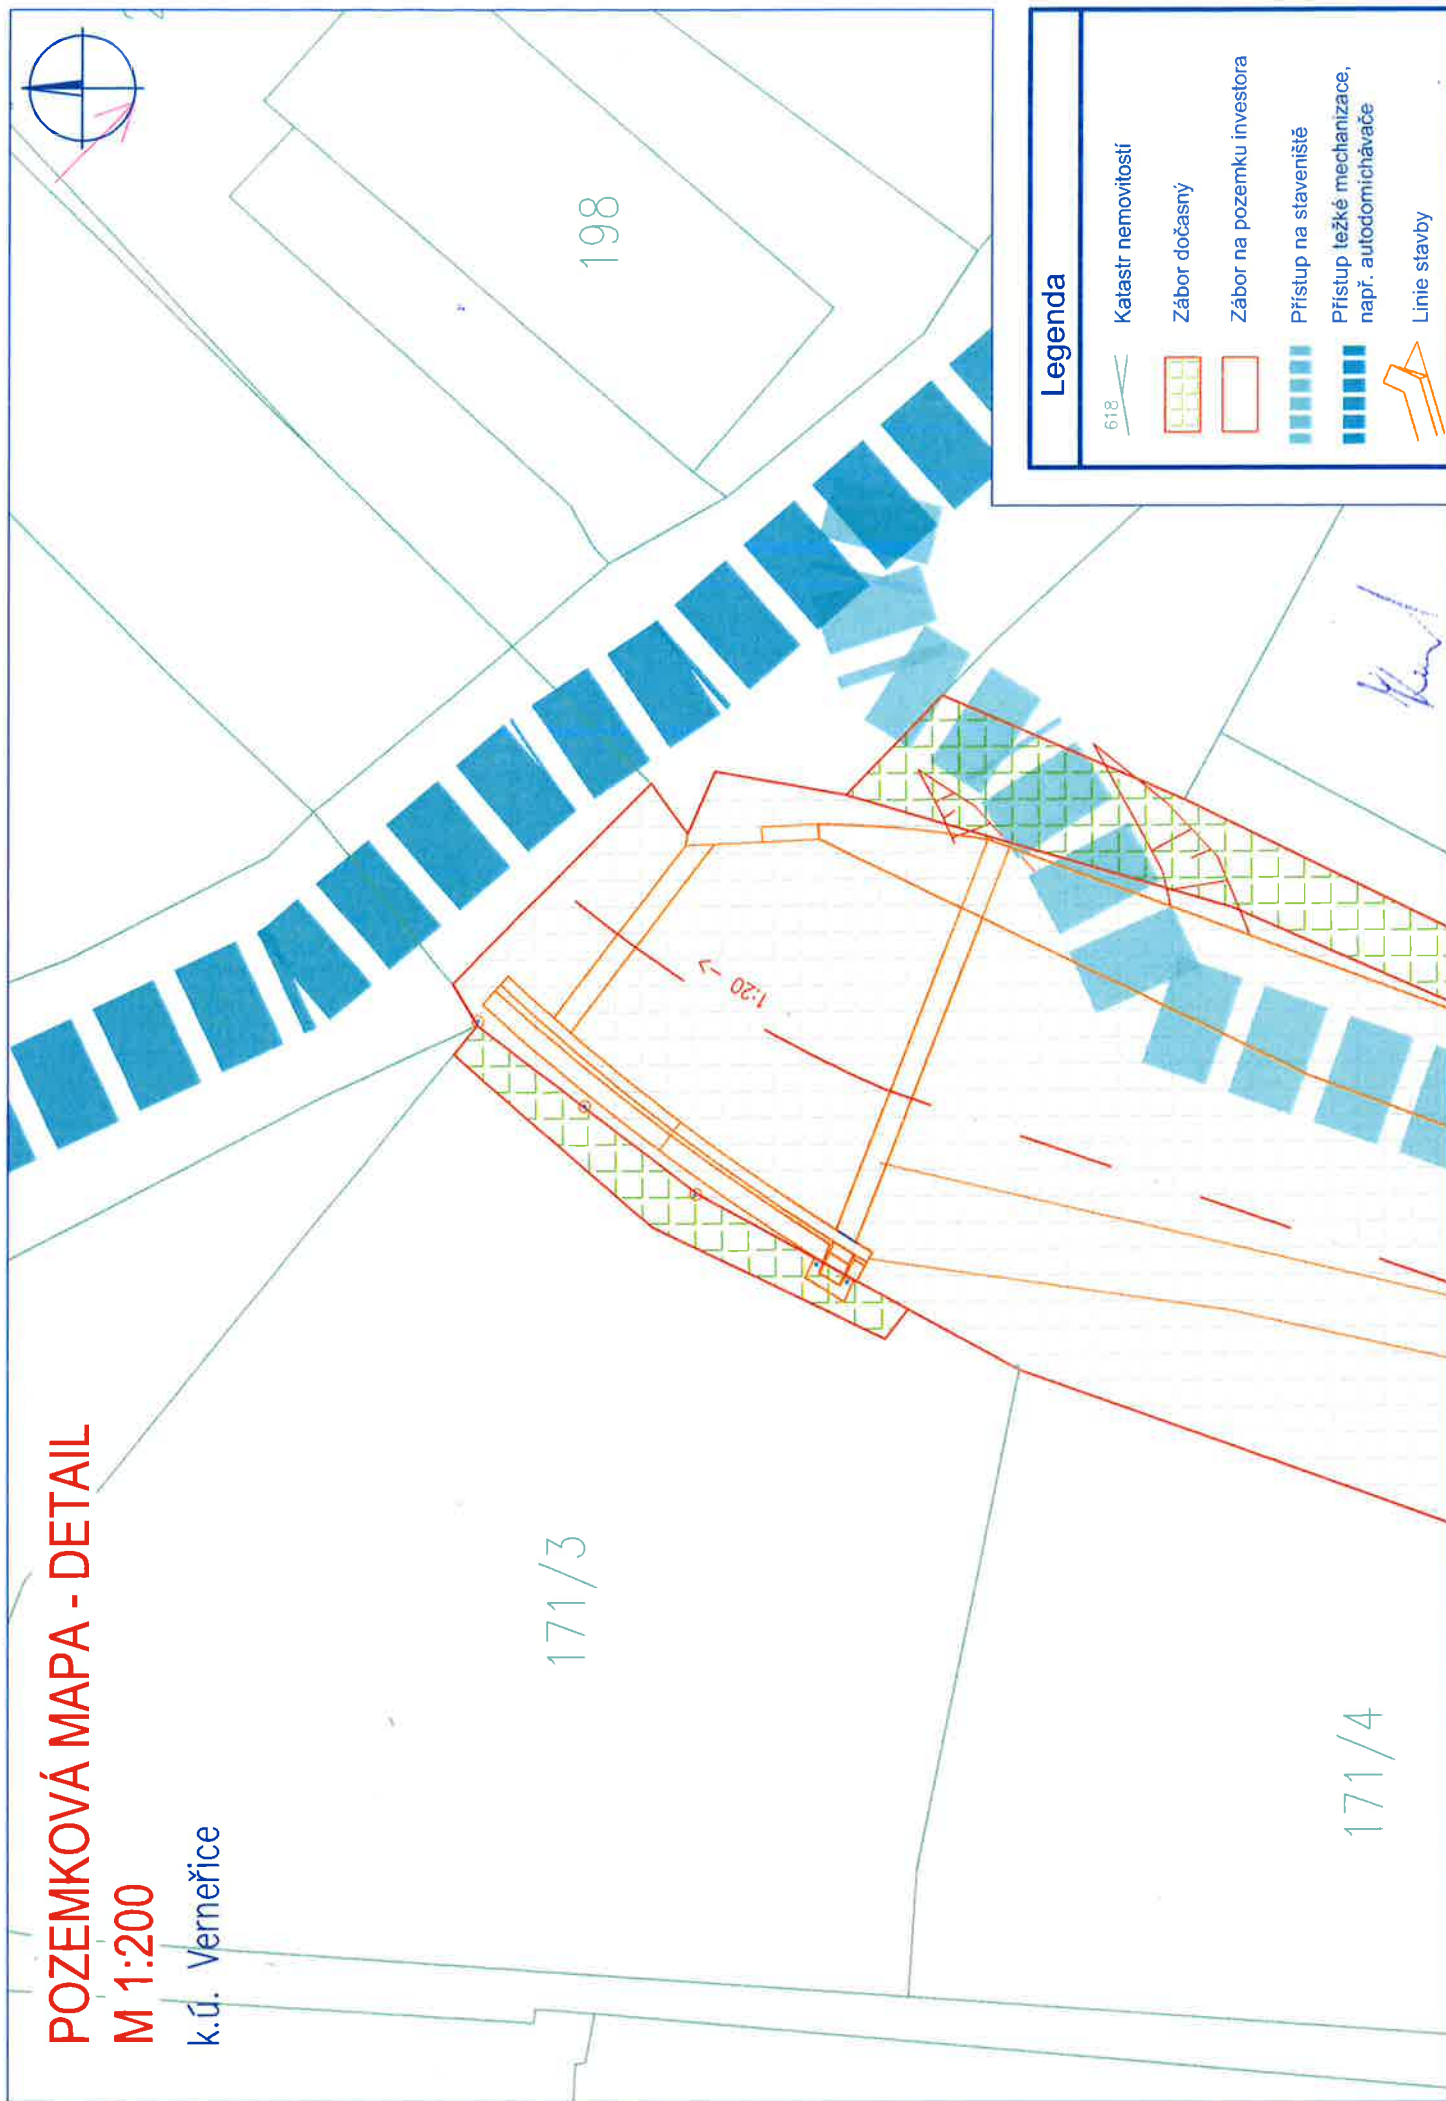 POZEMKOVÁ MAPA - DETAIL
M 1:200
k.ú. Verneřice
198
171/3
171/4
1:20 ->
Legenda
618
Katastr nemovitostí
Zábor dočasný
Zábor na pozemku investora
Přístup na staveniště
Přístup težké mechanizace,
např. autodomíchávače
Linie stavby